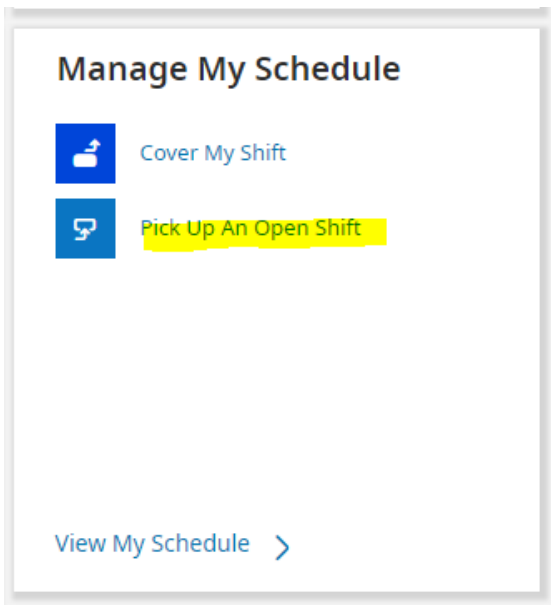 Manage My Schedule
Cover My Shift
Pick Up An Open Shift
View My Schedule